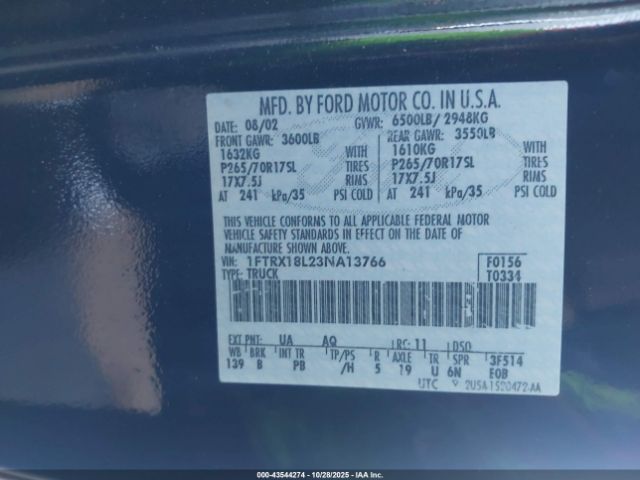 MFD. BY FORD MOTOR CO. IN U.S.A.
DATE: 08/02 GVWR: 6500LB/ 2948KG
FRONT GAWR: 3600LB REAR GAWR: 3550LB
1632KG WITH 1610KG WITH
P265/70R17SL TIRES P265/70R17SL TIRES
17X7.5J RIMS 17X7.5J RIMS
AT 241 kPa/35 PSI COLD AT 241 kPa/35 PSI COLD
THIS VEHICLE CONFORMS TO ALL APPLICABLE FEDERAL MOTOR
VEHICLE SAFETY STANDARDS IN EFFECT ON THE DATE OF
MANUFACTURE SHOWN ABOVE.
VIN: 1FTRX18L23NA13766 F0156
TYPE: TRUCK T0334
EXT PNT: UA AQ RC: 11 DSO
WB BRK INT TR TP/PS R AXLE TR SPR 3F514
139 B PB /H 5 19 U 6N EOB
UTC 2U5A-1520472-AA
000-43544274 - 10/28/2025 - IAA Inc.